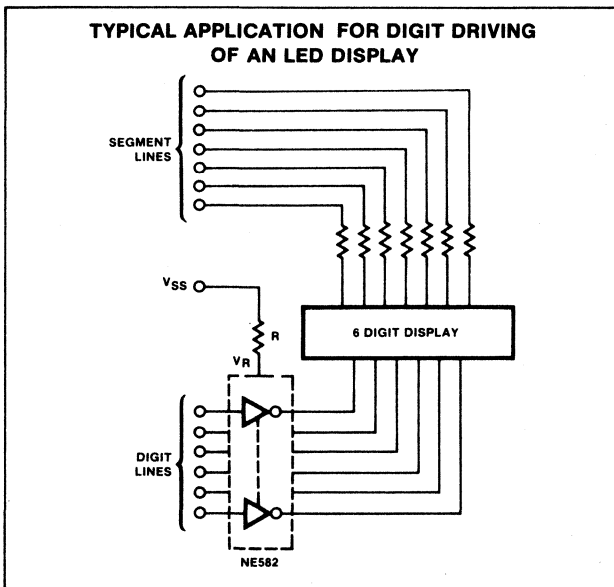 TYPICAL APPLICATION FOR DIGIT DRIVING
OF AN LED DISPLAY
SEGMENT
LINES
VSS
R
VR
6 DIGIT DISPLAY
DIGIT
LINES
NE582